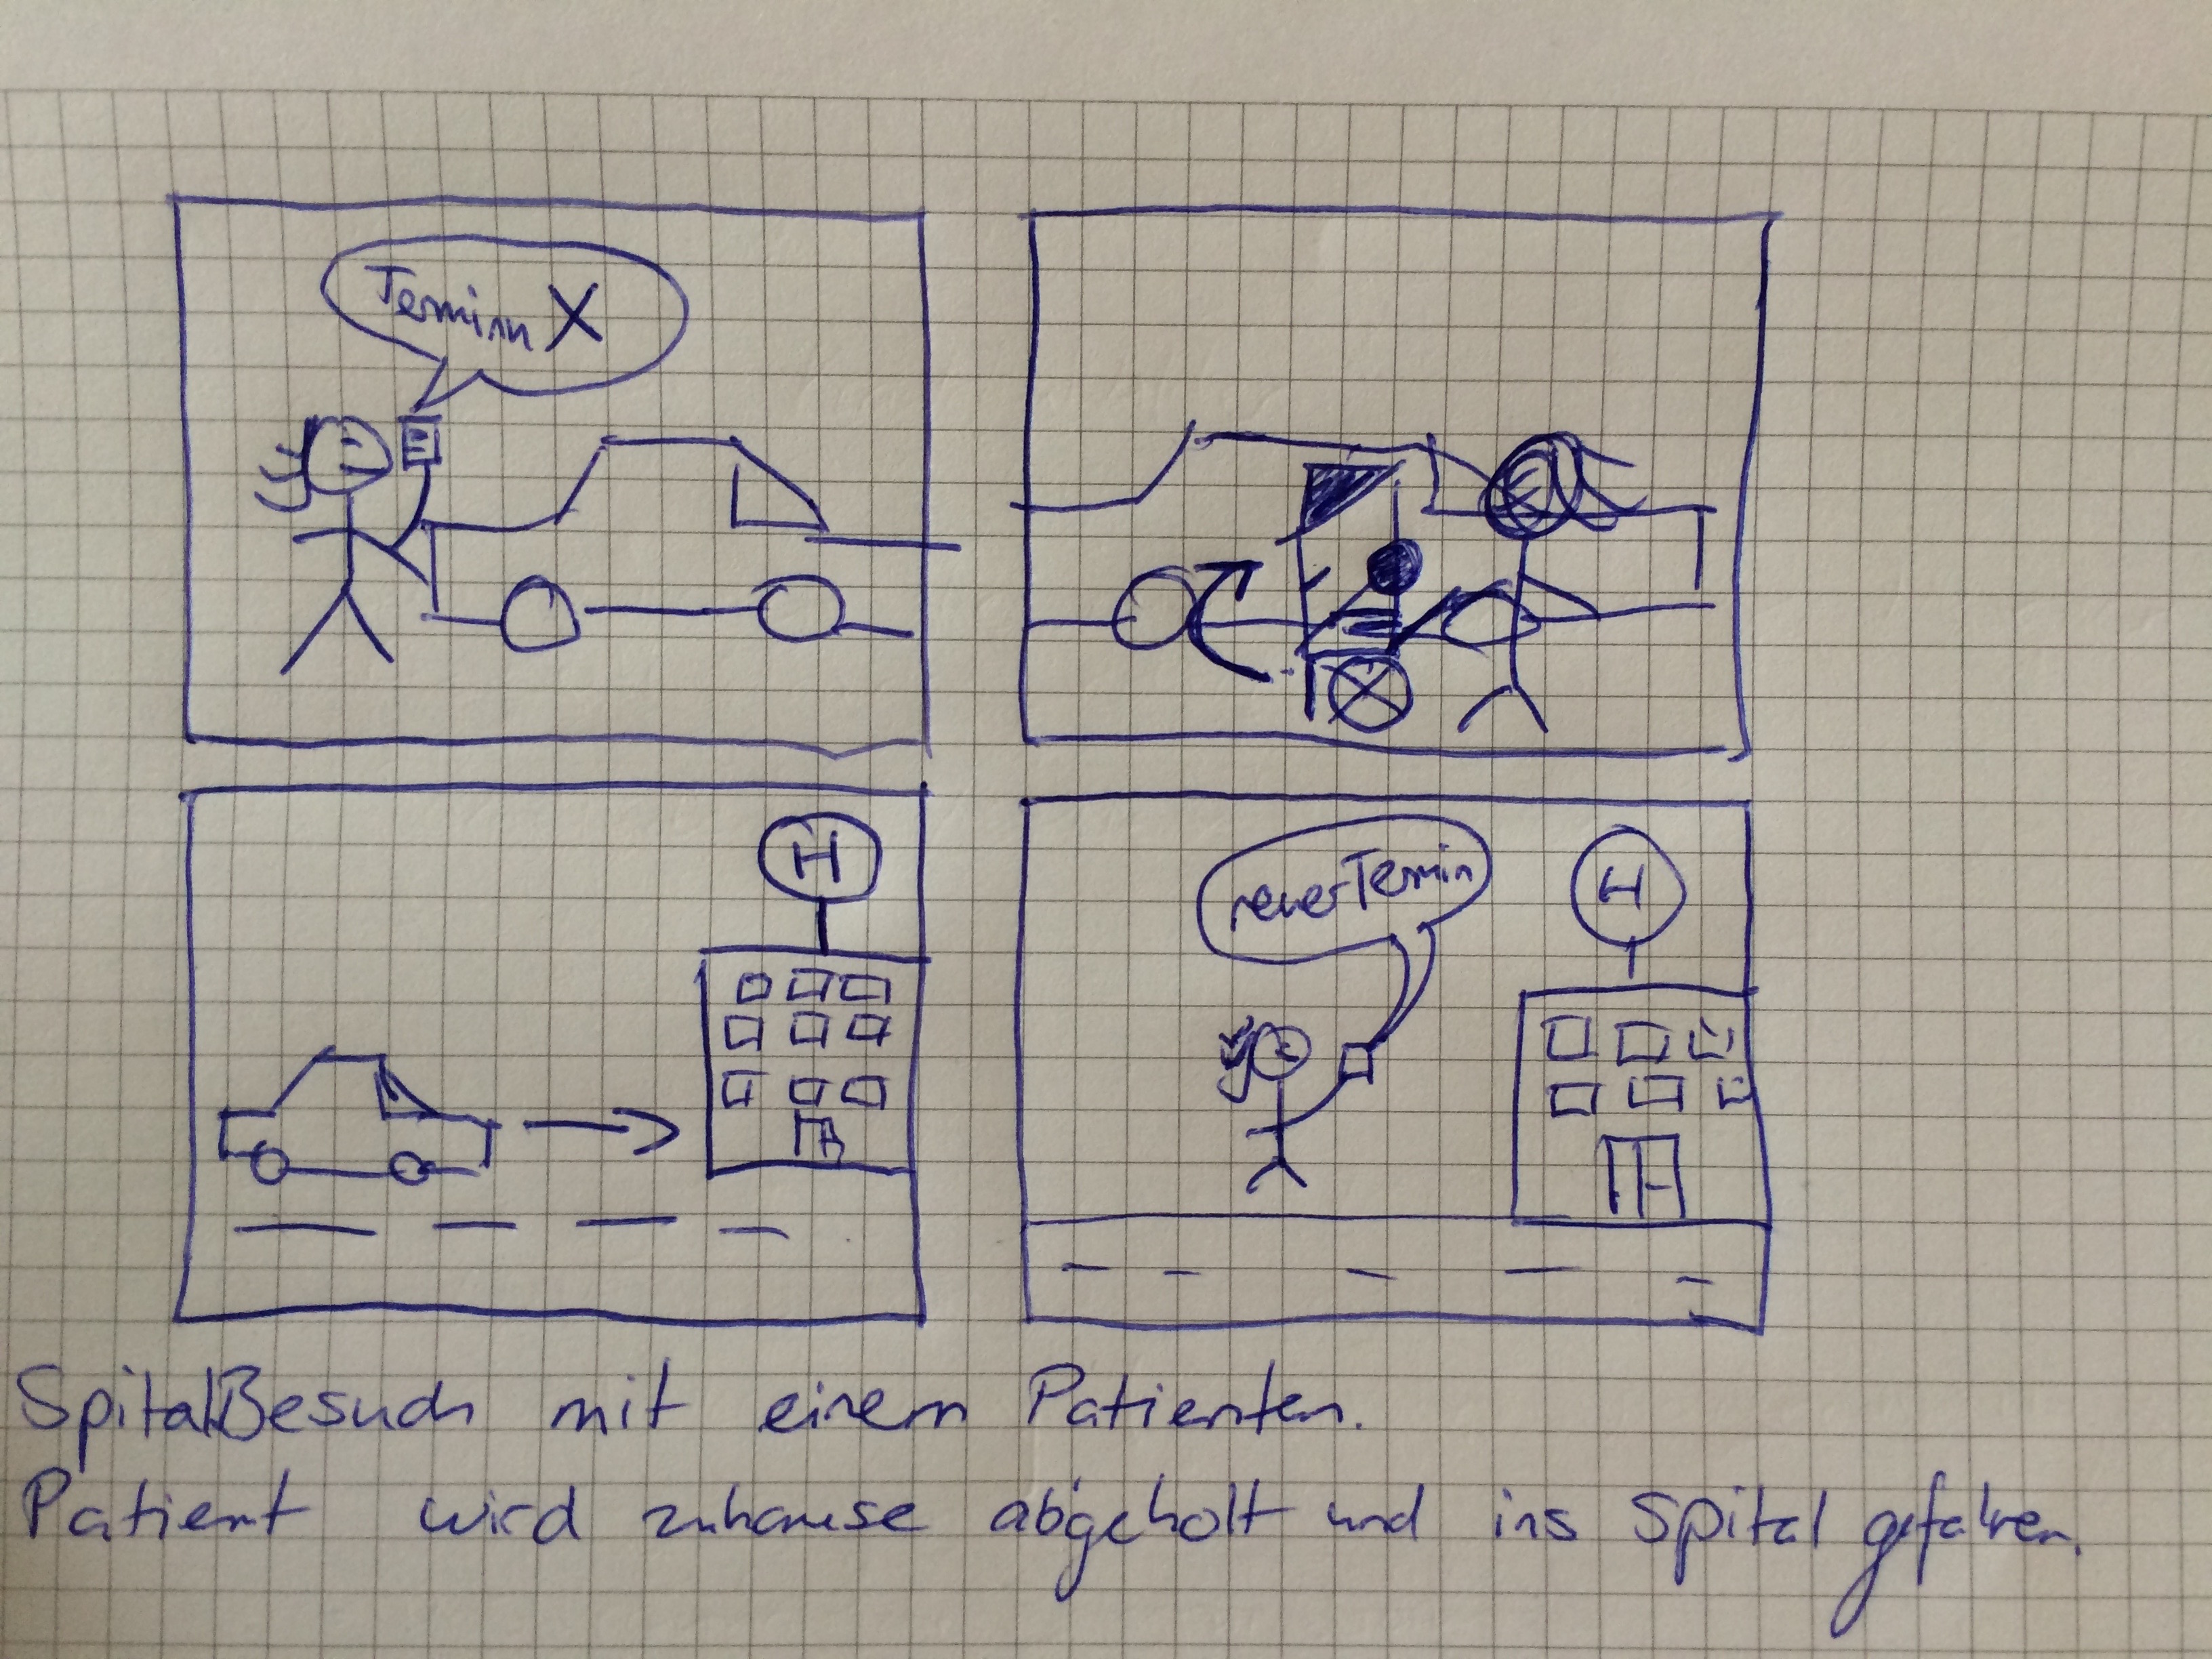 Termin X
H
neuer Termin
H
SpitalBesuch mit einem Patienten.
Patient wird zuhause abgeholt und ins Spital gefahren.